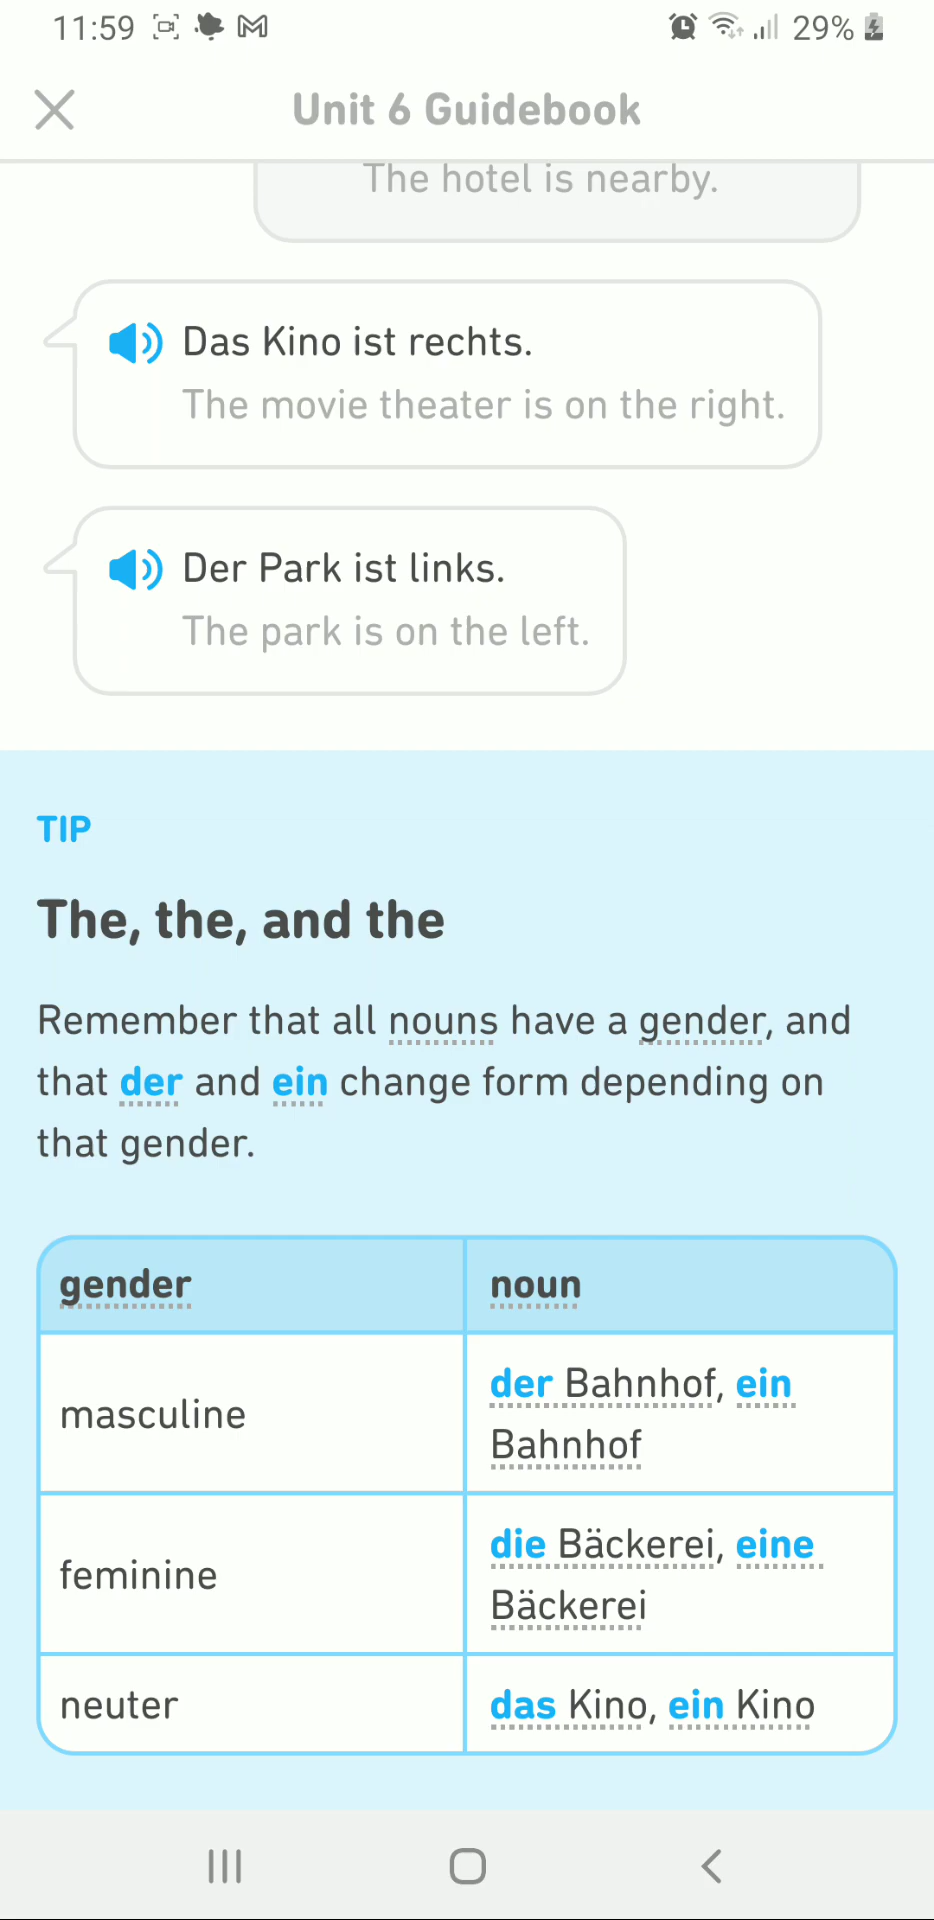 11:59
29%
Unit 6 Guidebook
The hotel is nearby.
Das Kino ist rechts.
The movie theater is on the right.
Der Park ist links.
The park is on the left.
TIP
The, the, and the
Remember that all nouns have a gender, and
that der and ein change form depending on
that gender.
gender
noun
masculine
der Bahnhof, ein
Bahnhof
feminine
die Bäckerei, eine
Bäckerei
neuter
das Kino, ein Kino